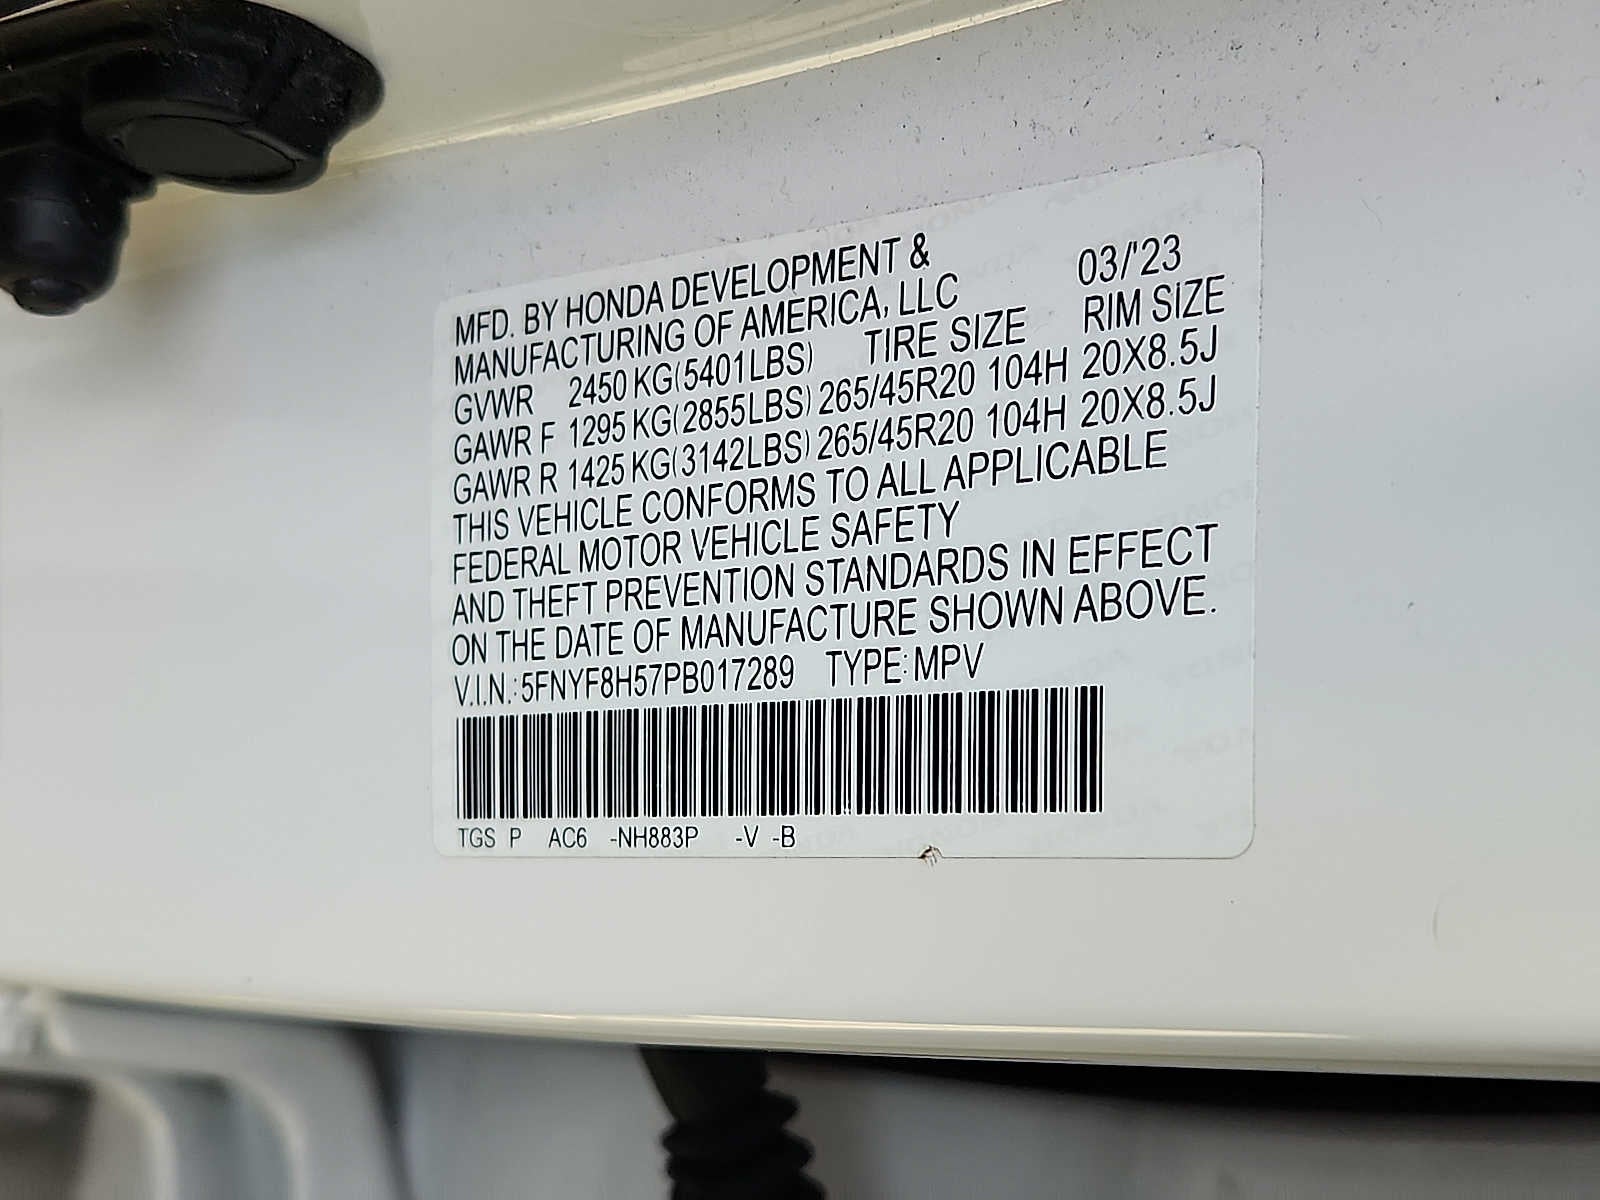 MFD. BY HONDA DEVELOPMENT &
MANUFACTURING OF AMERICA, LLC 03/'23
GVWR 2450 KG(5401LBS) TIRE SIZE RIM SIZE
GAWR F 1295 KG(2855LBS) 265/45R20 104H 20X8.5J
GAWR R 1425 KG(3142LBS) 265/45R20 104H 20X8.5J
THIS VEHICLE CONFORMS TO ALL APPLICABLE
FEDERAL MOTOR VEHICLE SAFETY
AND THEFT PREVENTION STANDARDS IN EFFECT
ON THE DATE OF MANUFACTURE SHOWN ABOVE.
V.I.N.: 5FNYF8H57PB017289 TYPE: MPV
TGS P AC6 -NH883P -V -B